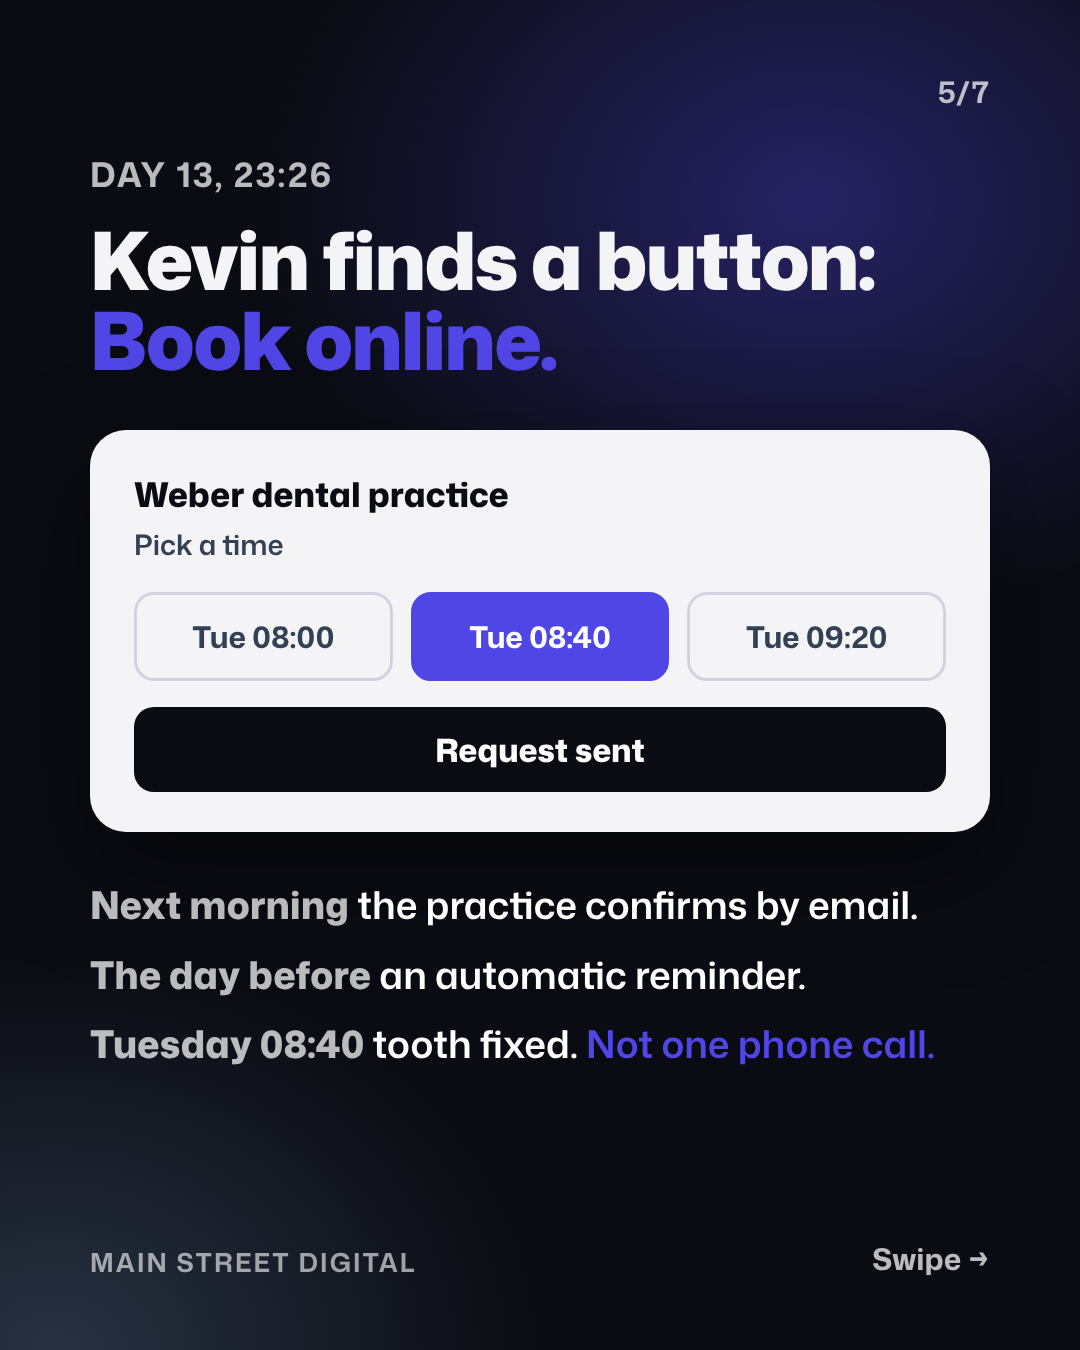 5/7
DAY 13, 23:26
Kevin finds a button:
Book online.
Weber dental practice
Pick a time
Tue 08:00
Tue 08:40
Tue 09:20
Request sent
Next morning the practice confirms by email.
The day before an automatic reminder.
Tuesday 08:40 tooth fixed. Not one phone call.
MAIN STREET DIGITAL
Swipe →